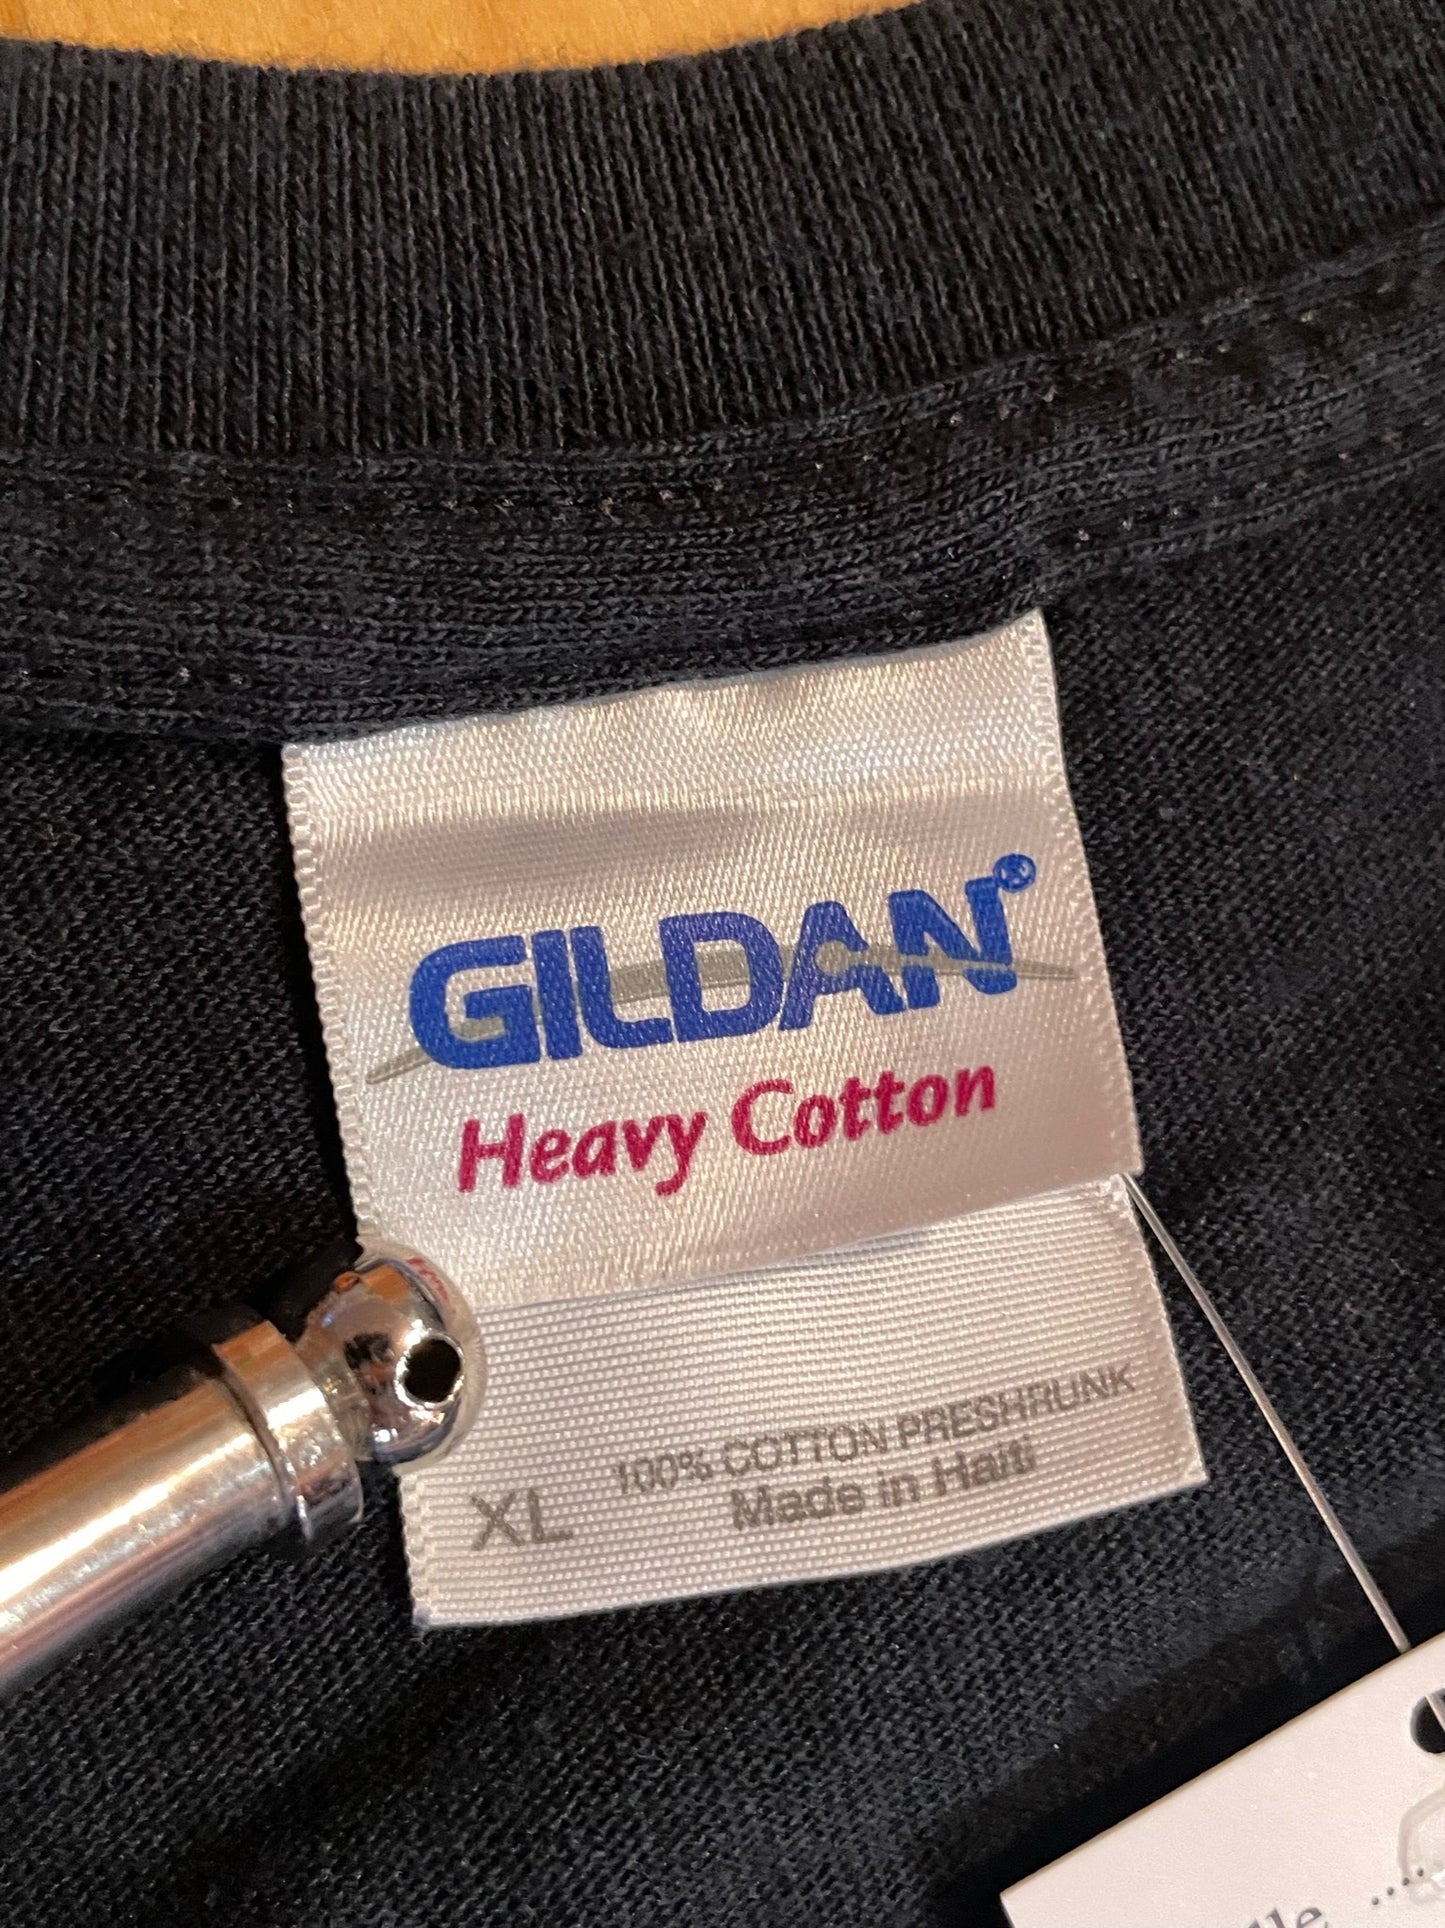 GILDAN®
Heavy Cotton
100% COTTON PRESHRUNK
XL Made in Haiti